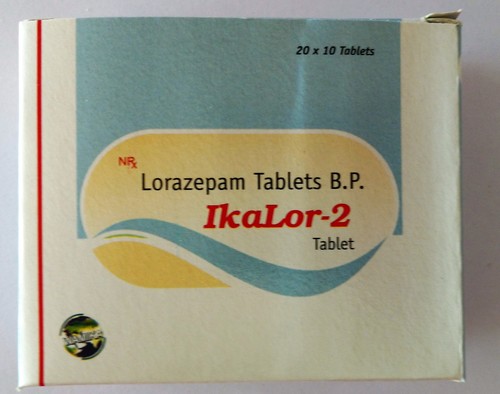 20 x 10 Tablets
NRx
Lorazepam Tablets B.P.
IkaLor-2
Tablet